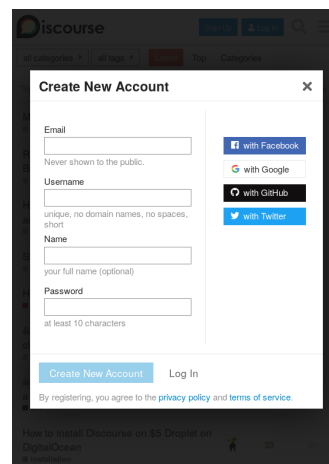 Discourse
Sign Up
Log In
all categories
all tags
Top
Categories
Create New Account
Email
Never shown to the public.
Username
unique, no domain names, no spaces,
short
Name
your full name (optional)
Password
at least 10 characters
with Facebook
with Google
with GitHub
with Twitter
Create New Account
Log In
By registering, you agree to the privacy policy and terms of service.
How to install Discourse on $5 Droplet on
DigitalOcean
installation